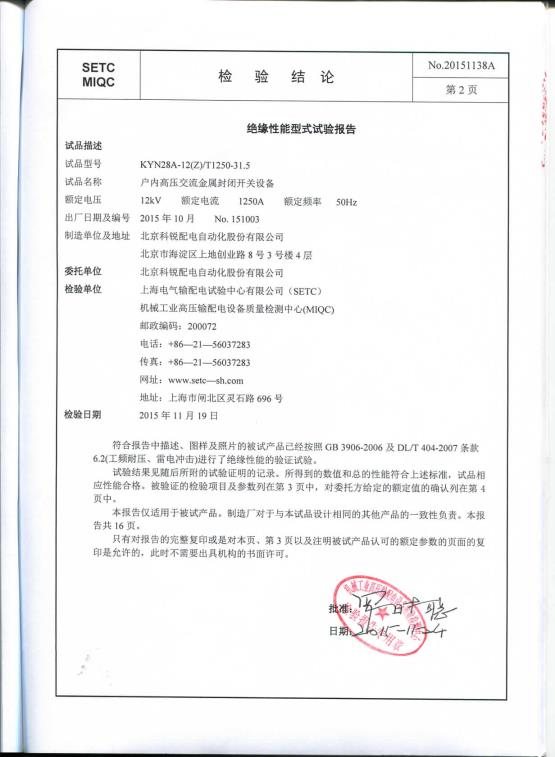 SETC
MIQC
检 验 结 论
No.20151138A
第 2 页
绝缘性能型式试验报告
试品描述
试品型号 KYN28A-12(Z)/T1250-31.5
试品名称 户内高压交流金属封闭开关设备
额定电压 12kV 额定电流 1250A 额定频率 50Hz
出厂日期及编号 2015 年 10 月 No. 151003
制造单位及地址 北京科锐配电自动化股份有限公司
北京市海淀区上地创业路 8 号 3 号楼 4 层
委托单位 北京科锐配电自动化股份有限公司
检验单位 上海电气输配电试验中心有限公司（SETC）
机械工业高压输配电设备质量检测中心(MIQC)
邮政编码：200072
电话：+86—21—56037283
传真：+86—21—56037283
网址：www.setc—sh.com
地址：上海市闸北区灵石路 696 号
检验日期 2015 年 11 月 19 日
符合报告中描述、图样及照片的被试产品已经按照 GB 3906-2006 及 DL/T 404-2007 条款
6.2(工频耐压、雷电冲击)进行了绝缘性能的验证试验。
试验结果见随后所附的试验证明的记录。所得到的数值和总的性能符合上述标准，试品相
应性能合格。被验证的检验项目及参数列在第 3 页中，对委托方给定的额定值的确认列在第 4
页中。
本报告仅适用于被试产品。制造厂对于与本试品设计相同的其他产品的一致性负责。本报
告共 16 页。
只有对报告的完整复印或是对本页、第 3 页以及注明被试产品认可的额定参数的页面的复
印是允许的，此时不需要出具机构的书面许可。
批准：
日期：2015-11-24